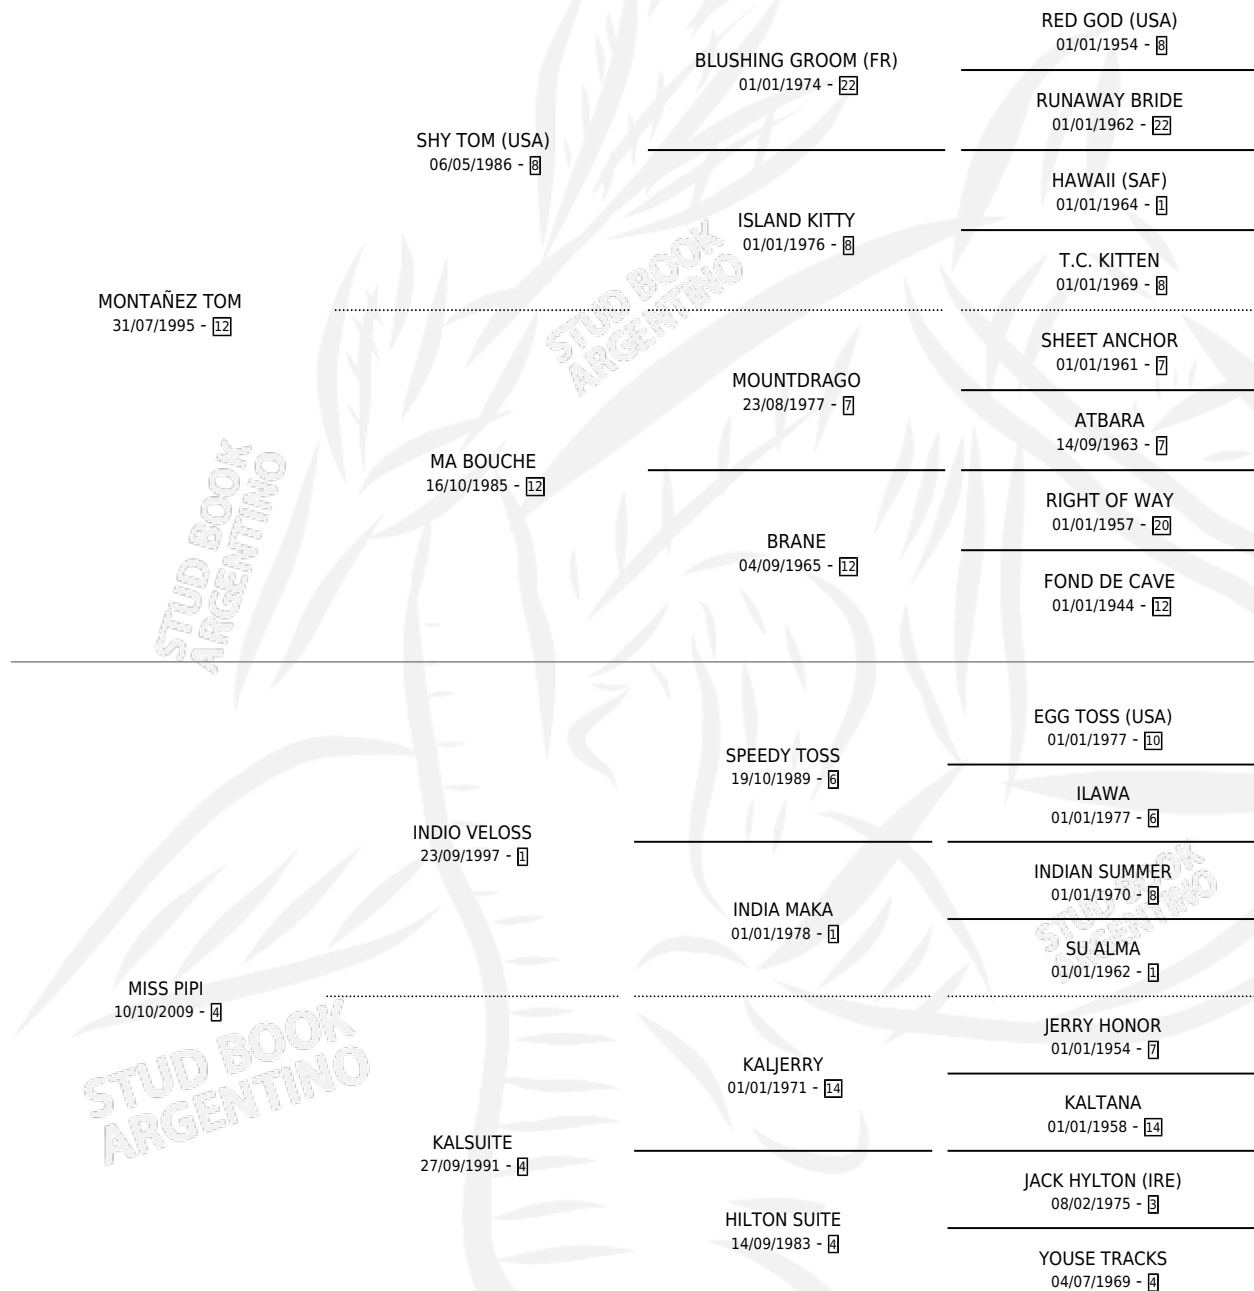 RED GOD (USA)
01/01/1954 - 8
BLUSHING GROOM (FR)
01/01/1974 - 22
RUNAWAY BRIDE
01/01/1962 - 22
SHY TOM (USA)
06/05/1986 - 8
HAWAII (SAF)
01/01/1964 - 1
ISLAND KITTY
01/01/1976 - 8
T.C. KITTEN
01/01/1969 - 8
MONTAÑEZ TOM
31/07/1995 - 12
SHEET ANCHOR
01/01/1961 - 7
MOUNTDRAGO
23/08/1977 - 7
ATBARA
14/09/1963 - 7
MA BOUCHE
16/10/1985 - 12
RIGHT OF WAY
01/01/1957 - 20
BRANE
04/09/1965 - 12
FOND DE CAVE
01/01/1944 - 12
EGG TOSS (USA)
01/01/1977 - 10
SPEEDY TOSS
19/10/1989 - 6
ILAWA
01/01/1977 - 6
INDIO VELOSS
23/09/1997 - 1
INDIAN SUMMER
01/01/1970 - 8
INDIA MAKA
01/01/1978 - 1
SU ALMA
01/01/1962 - 1
MISS PIPI
10/10/2009 - 4
JERRY HONOR
01/01/1954 - 7
KALJERRY
01/01/1971 - 14
KALTANA
01/01/1958 - 14
KALSUITE
27/09/1991 - 4
JACK HYLTON (IRE)
08/02/1975 - 3
HILTON SUITE
14/09/1983 - 4
YOUSE TRACKS
04/07/1969 - 4
STUD BOOK
ARGENTINO
STUD BOOK
ARGENTINO
STUD BOOK
ARGENTINO
STUD BOOK
ARGENTINO